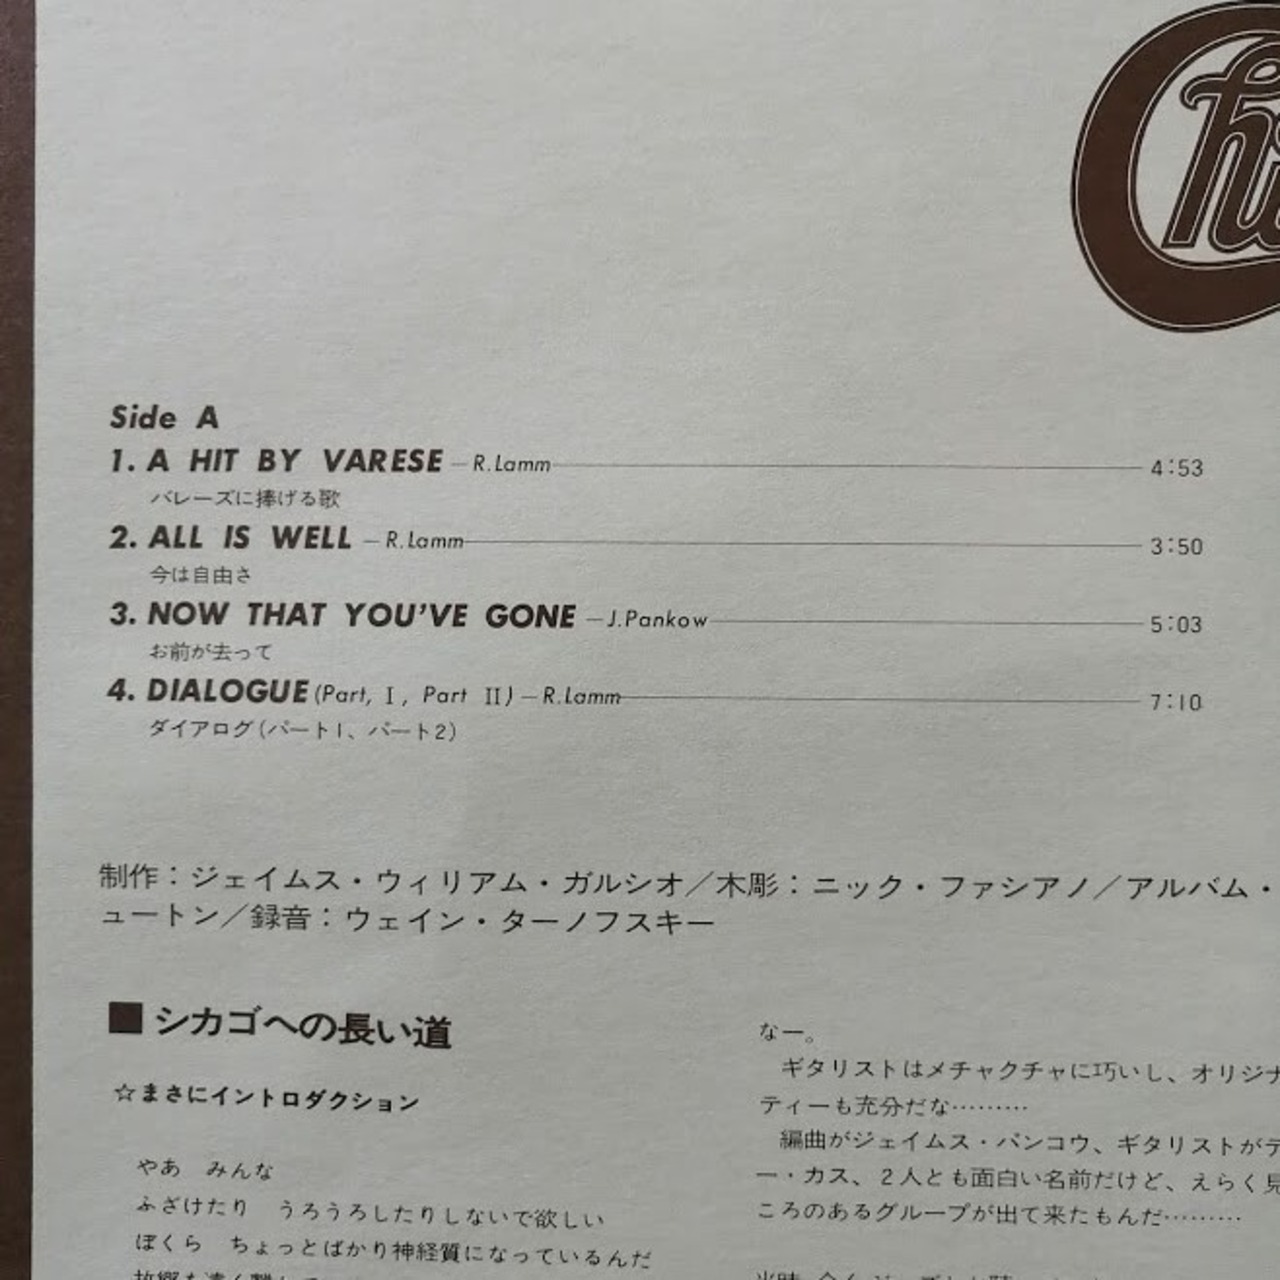 Side A
1. A HIT BY VARESE — R.Lamm 4:53
バレーズに捧げる歌
2. ALL IS WELL — R.Lamm 3:50
今は自由さ
3. NOW THAT YOU'VE GONE — J.Pankow 5:03
お前が去って
4. DIALOGUE (Part, I, Part II) — R.Lamm 7:10
ダイアログ(パート1、パート2)
制作：ジェイムス・ウィリアム・ガルシオ／木彫：ニック・ファシアノ／アルバム・
ュートン／録音：ウェイン・ターノフスキー
■シカゴへの長い道
☆まさにイントロダクション
やあ　みんな
ふざけたり　うろうろしたりしないで欲しい
ぼくら　ちょっとばかり神経質になっているんだ
なー。
ギタリストはメチャクチャに巧いし、オリジナ
ティーも充分だな………
編曲がジェイムス・パンコウ、ギタリストがテ
ー・カス、2人とも面白い名前だけど、えらく見
ころのあるグループが出て来たもんだ………